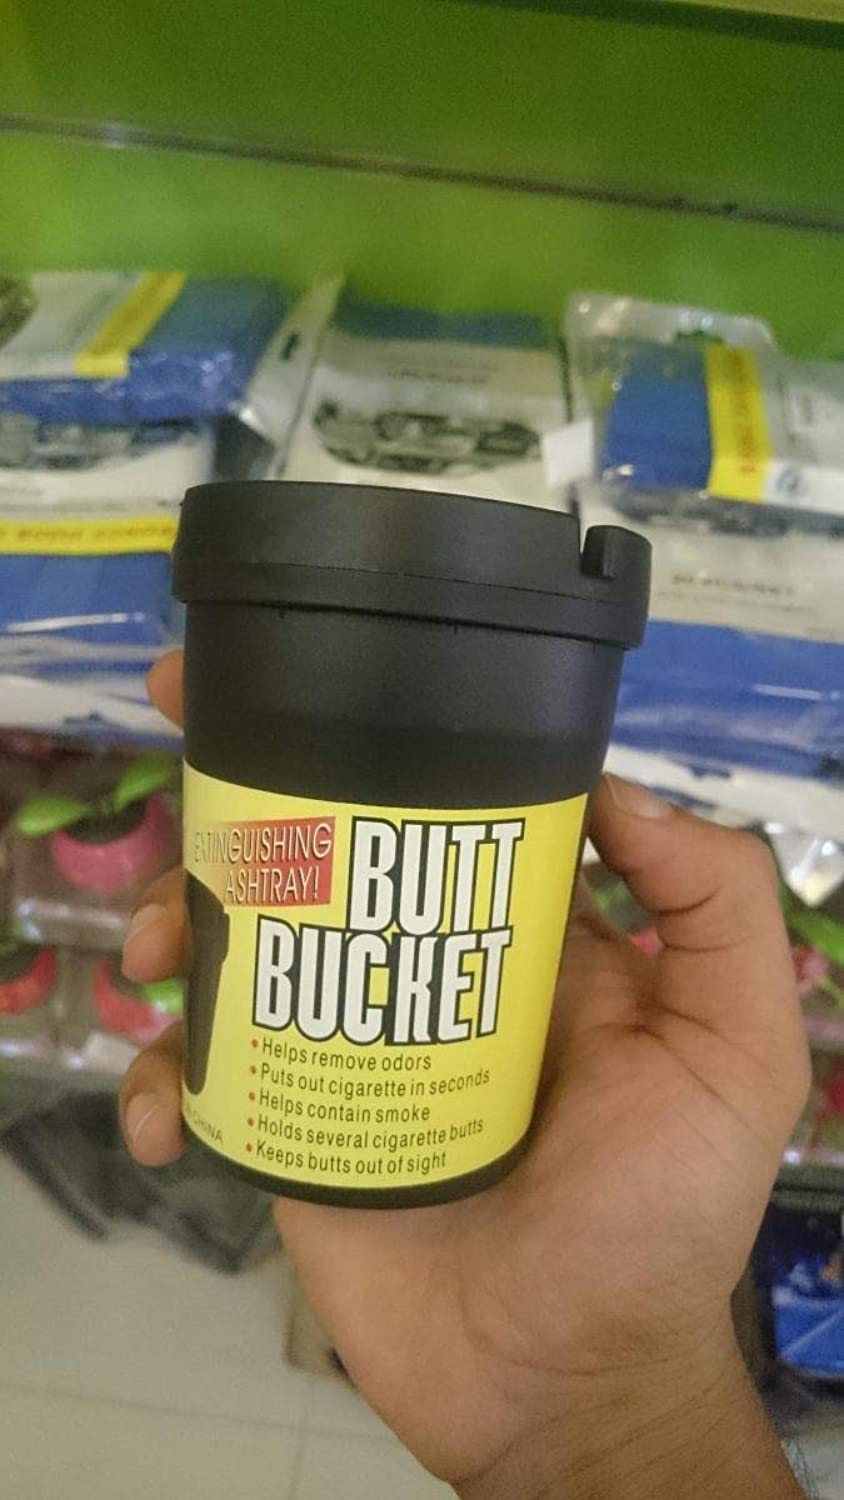 EXTINGUISHING
ASHTRAY!
BUTT
BUCKET
• Helps remove odors
• Puts out cigarette in seconds
• Helps contain smoke
• Holds several cigarette butts
• Keeps butts out of sight
CHINA